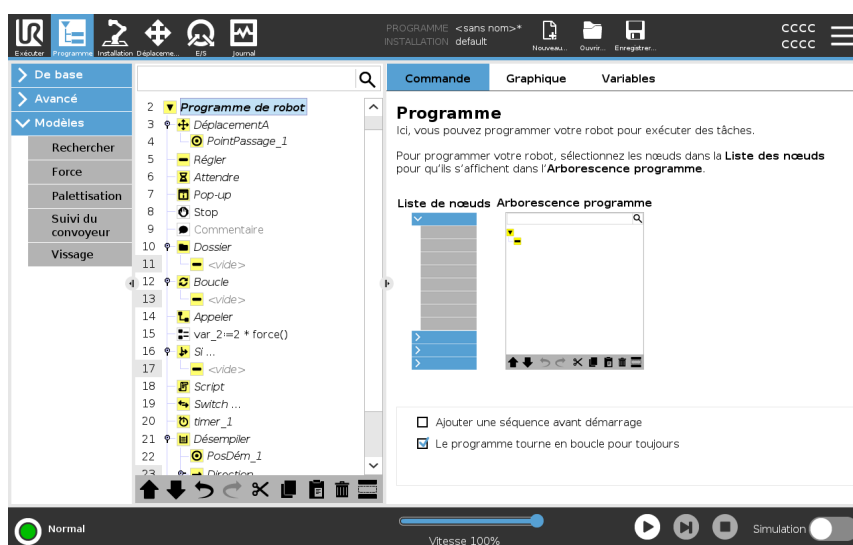 PROGRAMME <sans nom>*
INSTALLATION default
Exécuter
Programme
Installation
Déplaceme...
E/S
Journal
Nouveau...
Ouvrir...
Enregistrer...
cccc
cccc
De base
Avancé
Modèles
Rechercher
Force
Palettisation
Suivi du
convoyeur
Vissage
2 Programme de robot
3 DéplacementA
4 PointPassage_1
5 Régler
6 Attendre
7 Pop-up
8 Stop
9 Commentaire
10 Dossier
11 <vide>
12 Boucle
13 <vide>
14 Appeler
15 var_2:=2 * force()
16 Si ...
17 <vide>
18 Script
19 Switch ...
20 timer_1
21 Désempiler
22 PosDém_1
23 Direction
Commande
Graphique
Variables
Programme
Ici, vous pouvez programmer votre robot pour exécuter des tâches.
Pour programmer votre robot, sélectionnez les nœuds dans la Liste des nœuds
pour qu'ils s'affichent dans l'Arborescence programme.
Liste de nœuds
Arborescence programme
Ajouter une séquence avant démarrage
Le programme tourne en boucle pour toujours
Normal
Vitesse 100%
Simulation